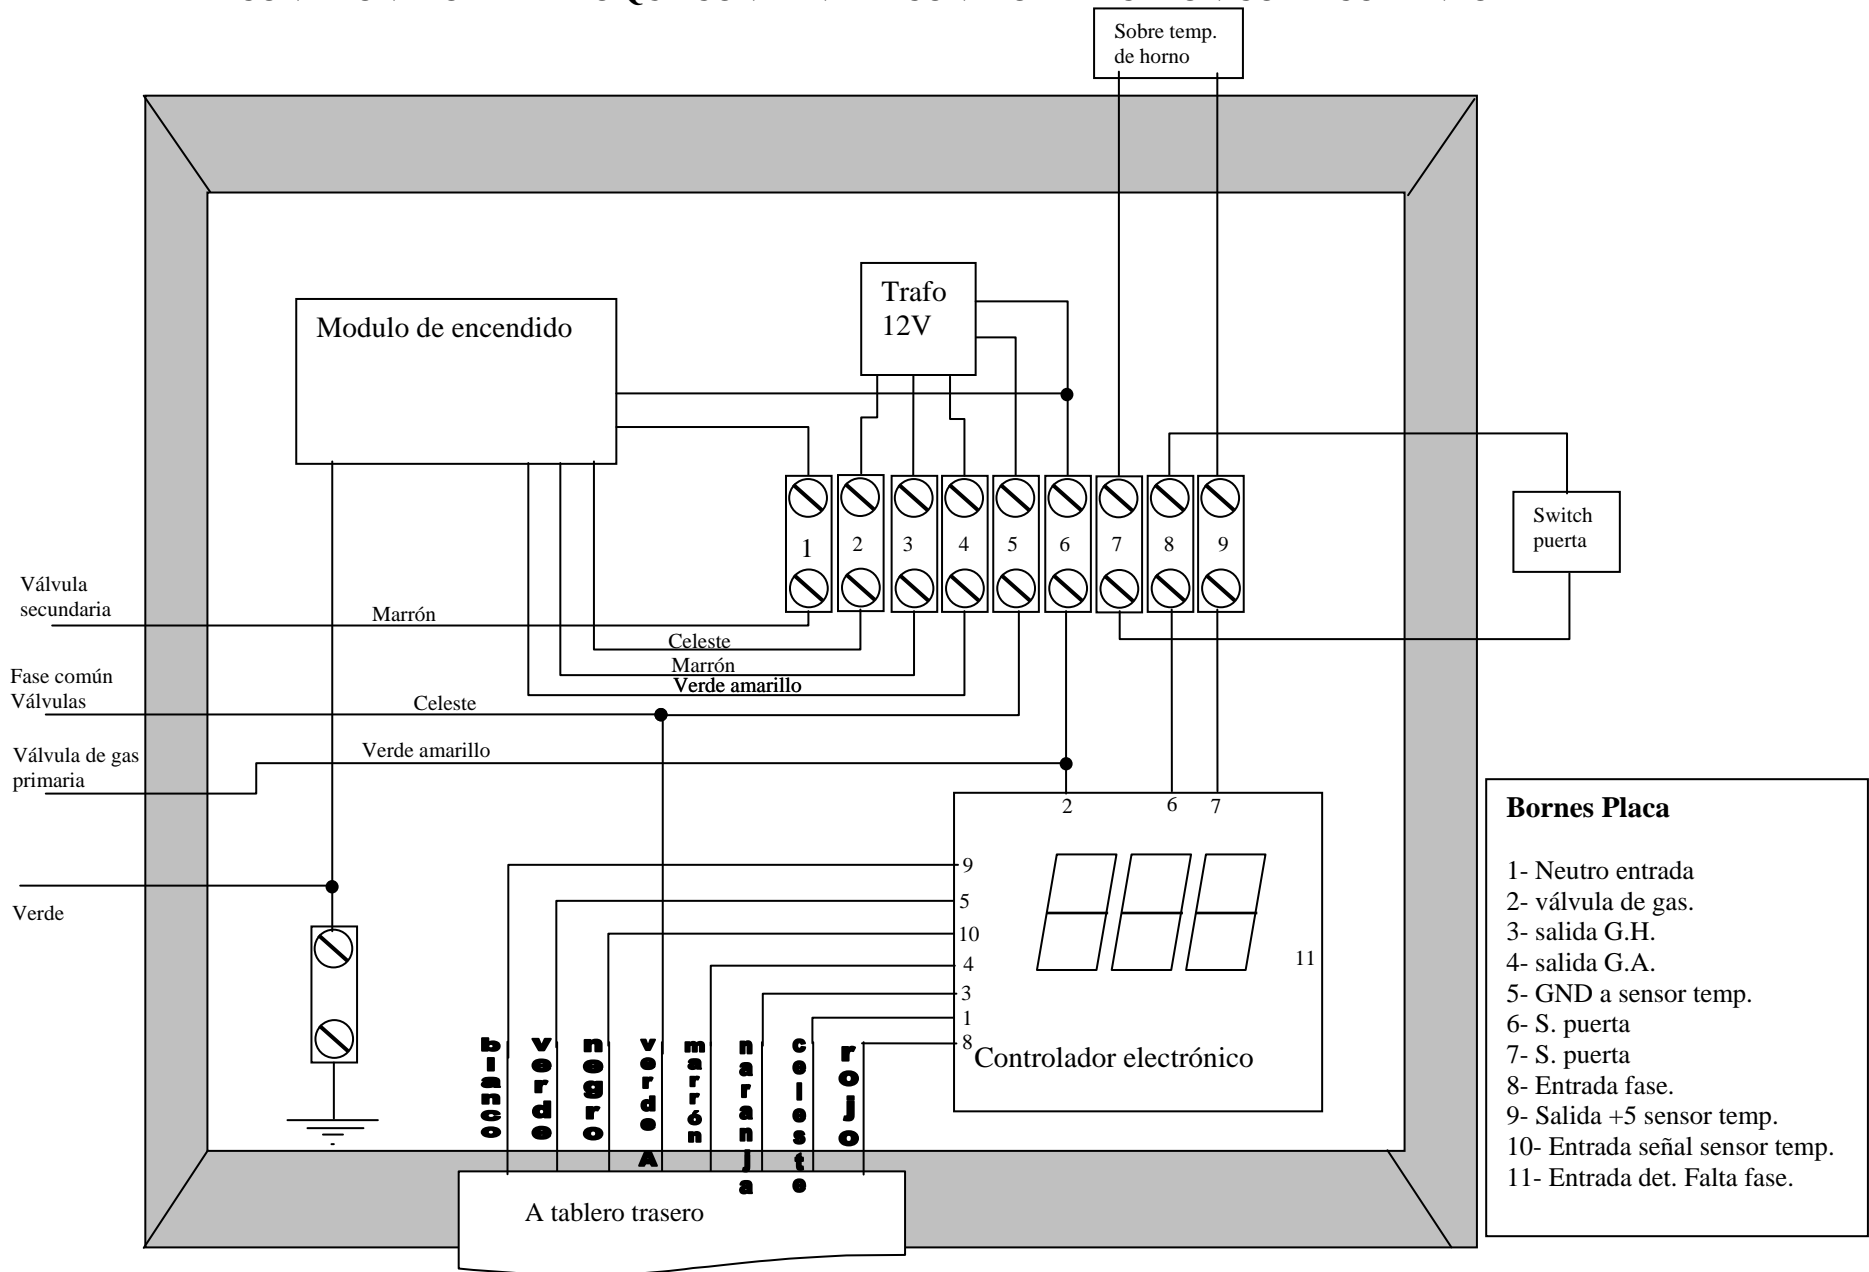 Sobre temp.
de horno
Trafo
12V
Modulo de encendido
1 2 3 4 5 6 7 8 9
Switch
puerta
Válvula
secundaria
Marrón
Celeste
Marrón
Verde amarillo
Fase común
Válvulas
Celeste
Válvula de gas
primaria
Verde amarillo
Verde
2 6 7
9
5
10
4
3
1
8
11
Controlador electrónico
blanco
verde
negro
verde A
marrón
naranja
celeste
rojo
A tablero trasero
Bornes Placa
1- Neutro entrada
2- válvula de gas.
3- salida G.H.
4- salida G.A.
5- GND a sensor temp.
6- S. puerta
7- S. puerta
8- Entrada fase.
9- Salida +5 sensor temp.
10- Entrada señál sensor temp.
11- Entrada det. Falta fase.